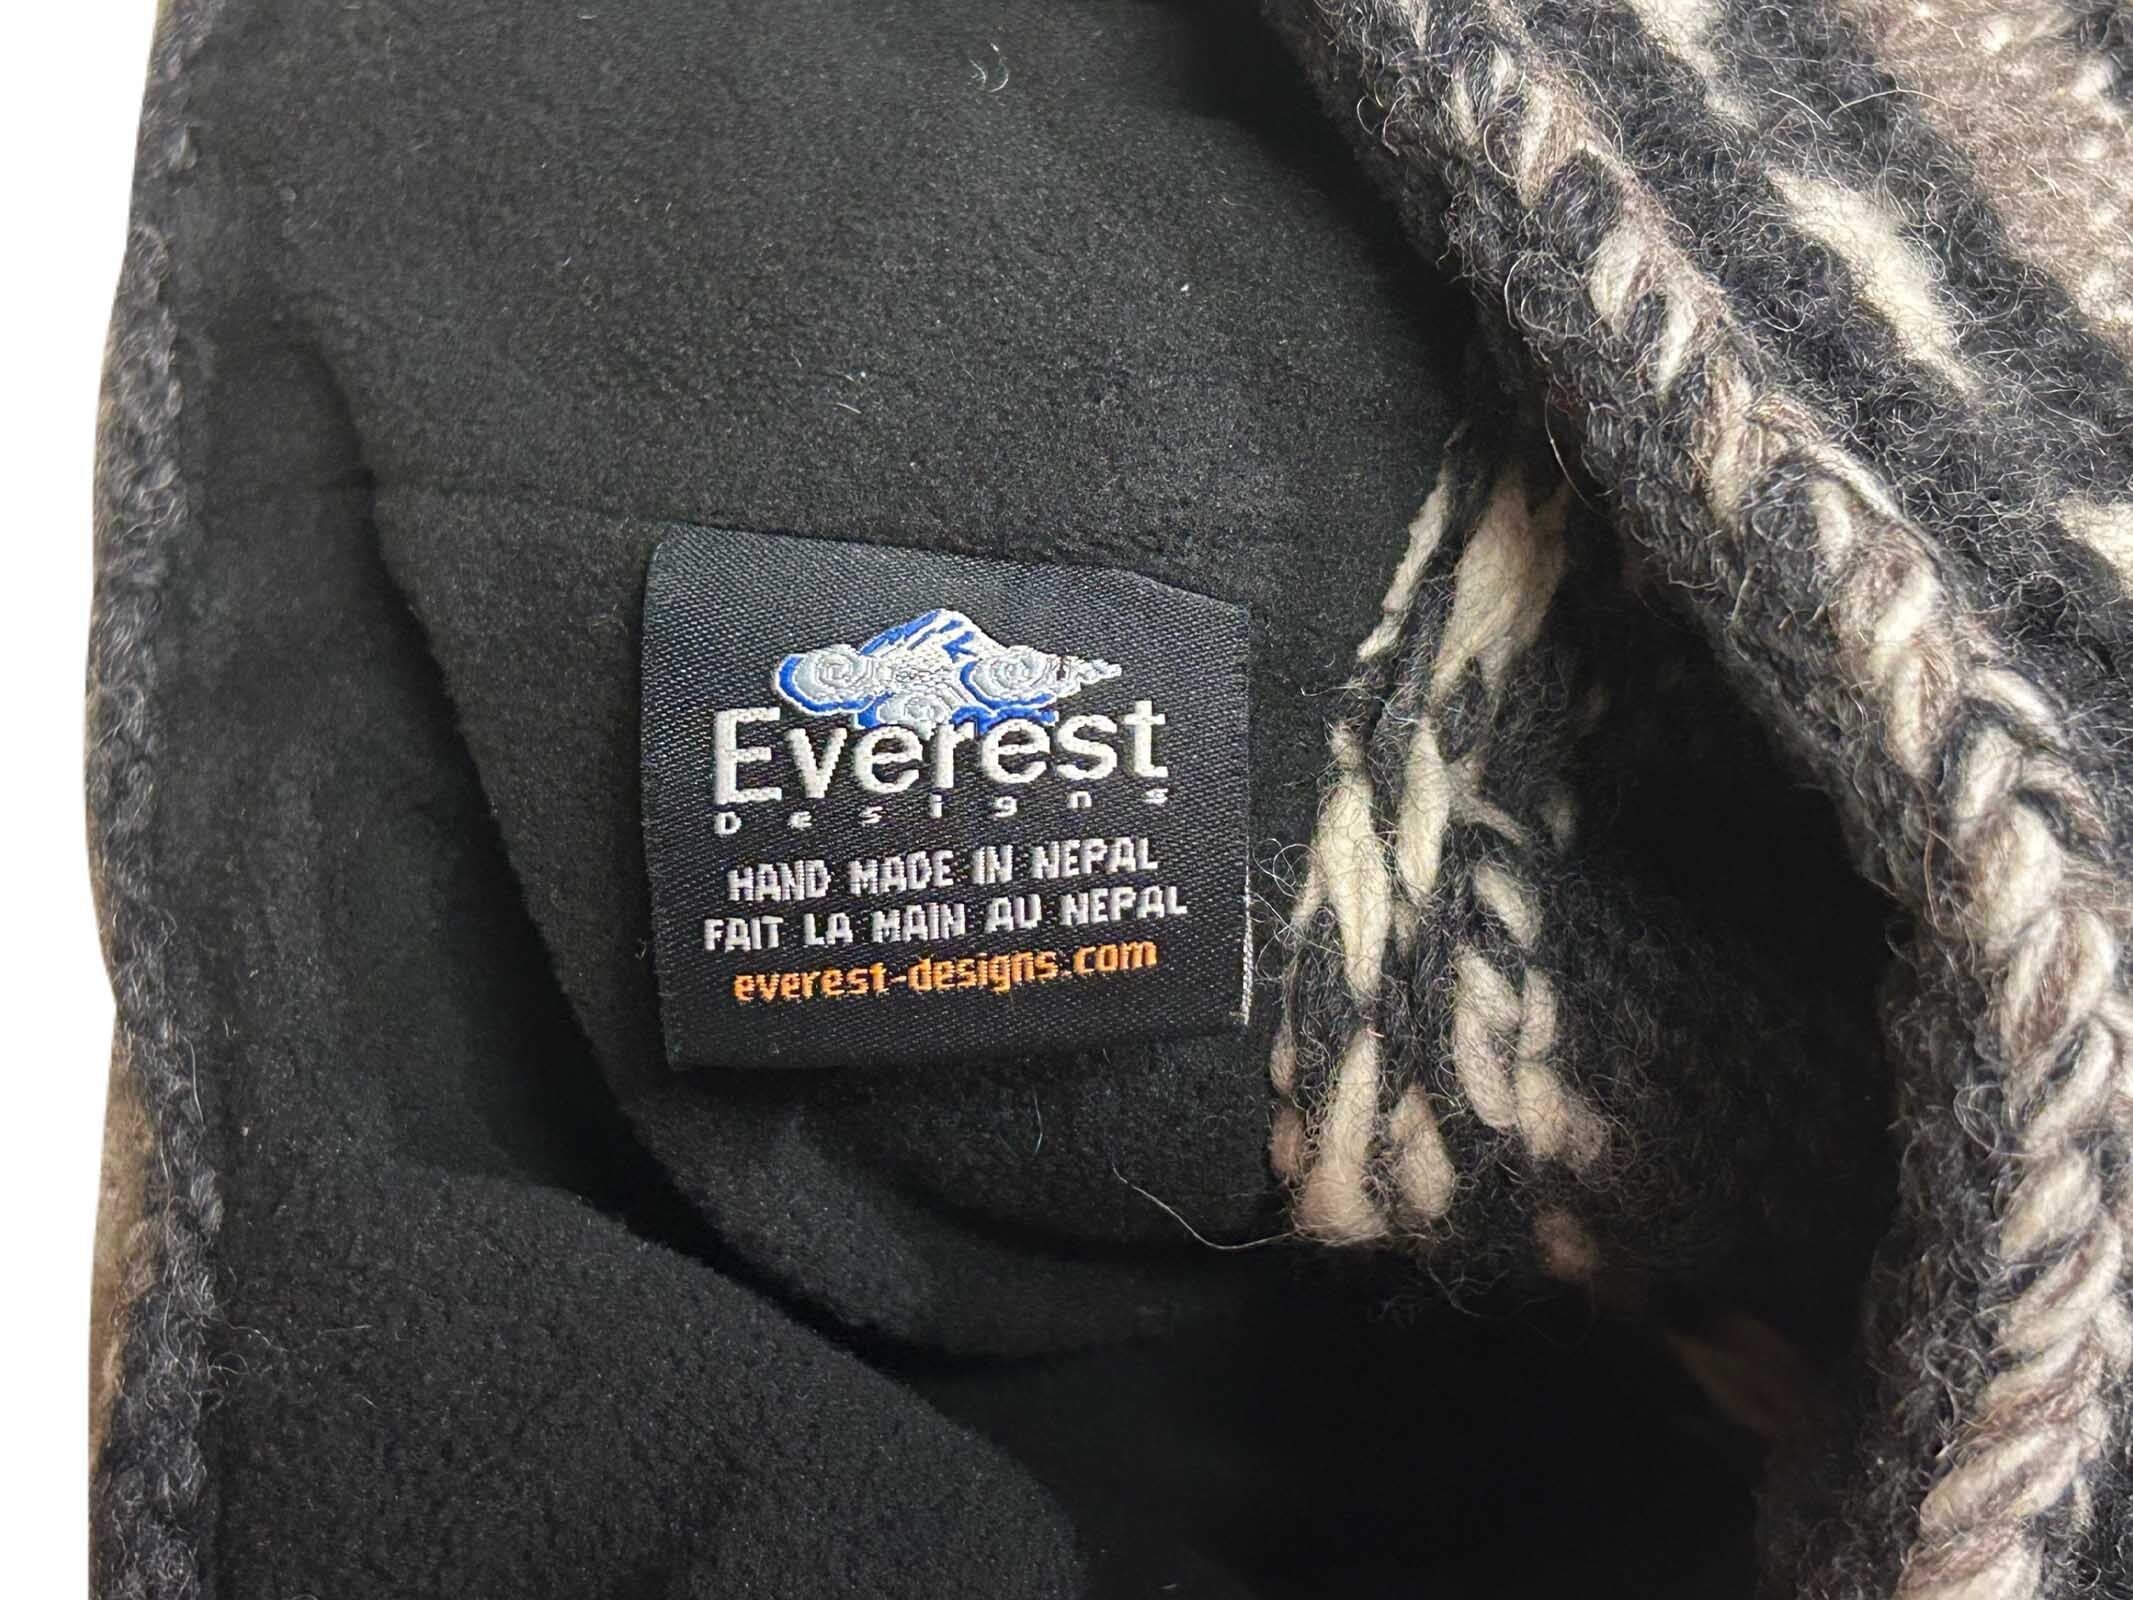 Everest
Designs
HAND MADE IN NEPAL
FAIT LA MAIN AU NEPAL
everest-designs.com